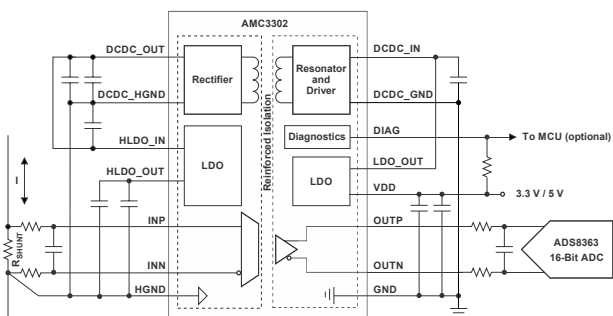 AMC3302
DCDC_OUT
DCDC_IN
Rectifier
Resonator
and
Driver
DCDC_HGND
DCDC_GND
Reinforced Isolation
Diagnostics
DIAG
To MCU (optional)
HLDO_IN
LDO
LDO_OUT
HLDO_OUT
LDO
VDD
3.3 V / 5 V
I
RSHUNT
INP
OUTP
ADS8363
16-Bit ADC
INN
OUTN
HGND
GND